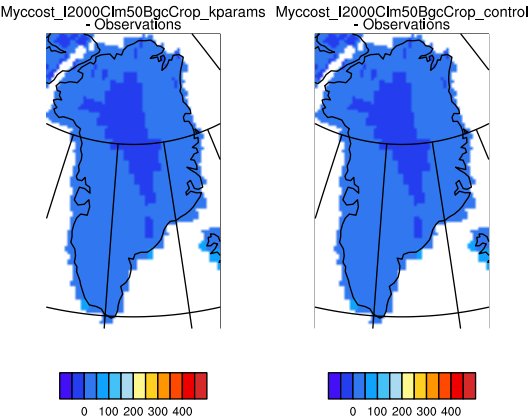 Myccost_I2000Clm50BgcCrop_kparams
- Observations
Myccost_I2000Clm50BgcCrop_control
- Observations
0 100 200 300 400
0 100 200 300 400